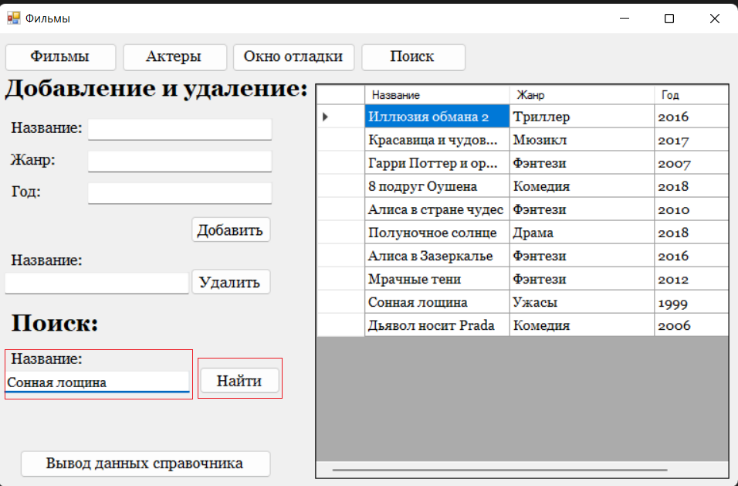 Фильмы
Фильмы Актеры Окно отладки Поиск
Добавление и удаление:
Название:
Жанр:
Год:
Добавить
Название:
Удалить
Поиск:
Название:
Сонная лощина
Найти
Вывод данных справочника
Название Жанр Год
Иллюзия обмана 2 Триллер 2016
Красавица и чудов... Мюзикл 2017
Гарри Поттер и ор... Фэнтези 2007
8 подруг Оушена Комедия 2018
Алиса в стране чудес Фэнтези 2010
Полуночное солнце Драма 2018
Алиса в Зазеркалье Фэнтези 2016
Мрачные тени Фэнтези 2012
Сонная лощина Ужасы 1999
Дьявол носит Prada Комедия 2006